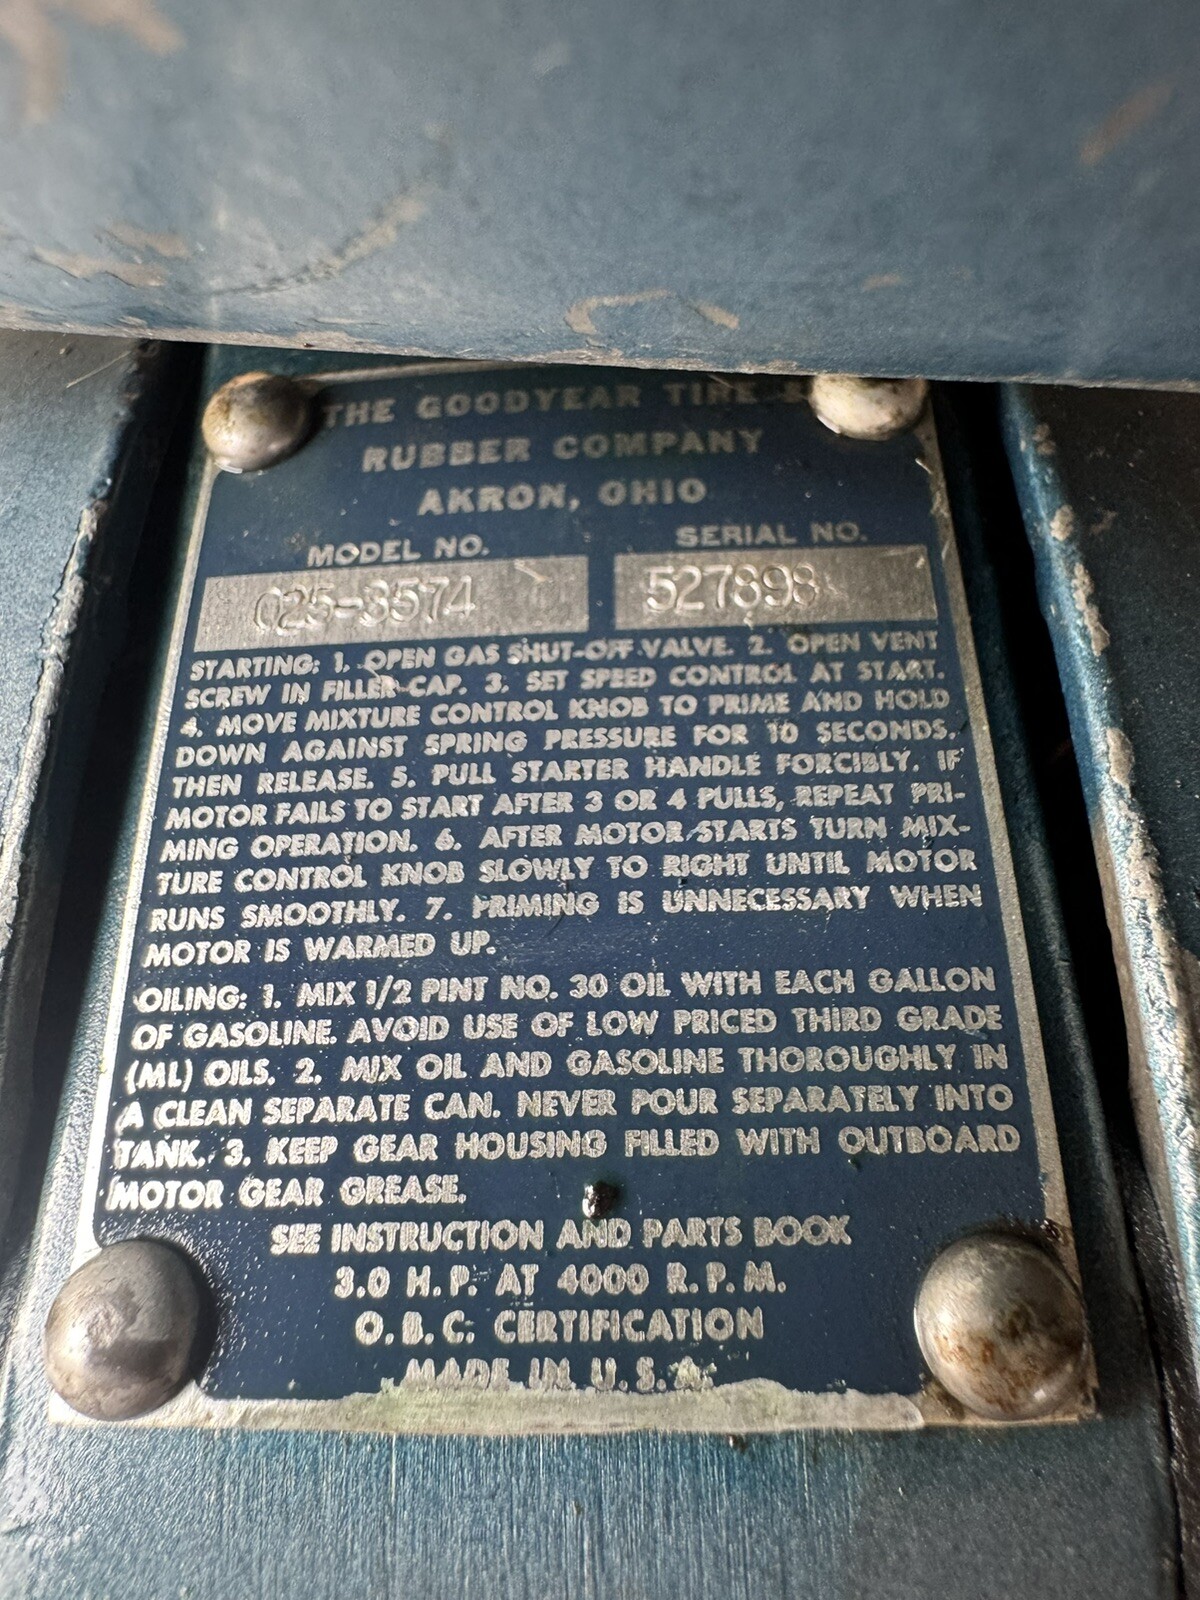 THE GOODYEAR TIRE &
RUBBER COMPANY
AKRON, OHIO
MODEL NO. SERIAL NO.
025-3574 527898
STARTING: 1. OPEN GAS SHUT-OFF VALVE. 2. OPEN VENT
SCREW IN FILLER CAP. 3. SET SPEED CONTROL AT START.
4. MOVE MIXTURE CONTROL KNOB TO PRIME AND HOLD
DOWN AGAINST SPRING PRESSURE FOR 10 SECONDS.
THEN RELEASE. 5. PULL STARTER HANDLE FORCIBLY. IF
MOTOR FAILS TO START AFTER 3 OR 4 PULLS, REPEAT PRI-
MING OPERATION. 6. AFTER MOTOR STARTS TURN MIX-
TURE CONTROL KNOB SLOWLY TO RIGHT UNTIL MOTOR
RUNS SMOOTHLY. 7. PRIMING IS UNNECESSARY WHEN
MOTOR IS WARMED UP.
OILING: 1. MIX 1/2 PINT NO. 30 OIL WITH EACH GALLON
OF GASOLINE. AVOID USE OF LOW PRICED THIRD GRADE
(ML) OILS. 2. MIX OIL AND GASOLINE THOROUGHLY IN
A CLEAN SEPARATE CAN. NEVER POUR SEPARATELY INTO
TANK. 3. KEEP GEAR HOUSING FILLED WITH OUTBOARD
MOTOR GEAR GREASE.
SEE INSTRUCTION AND PARTS BOOK
3.0 H.P. AT 4000 R.P.M.
O.B.C. CERTIFICATION
MADE IN U.S.A.